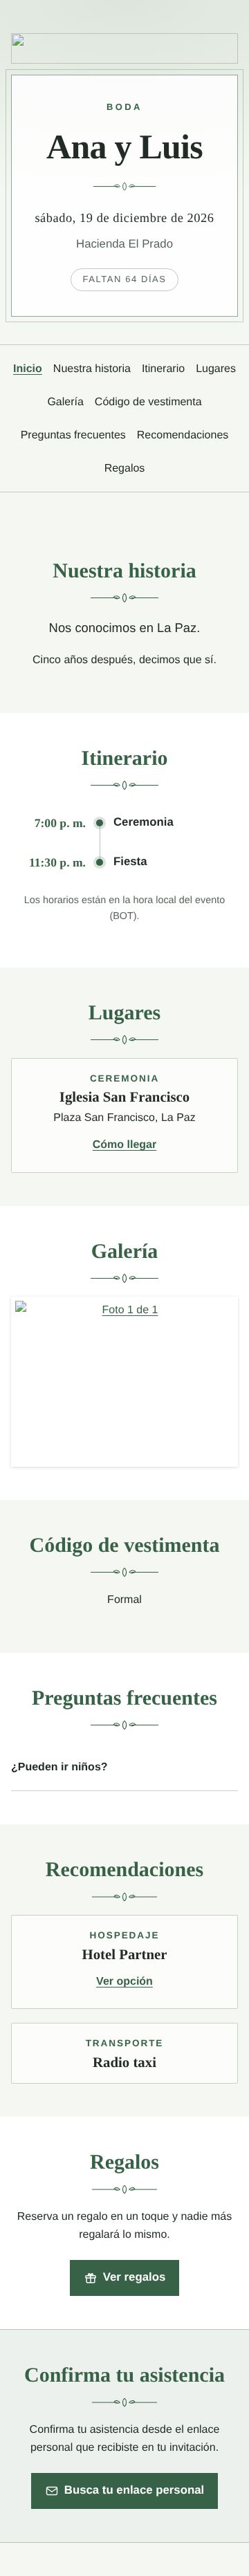 BODA
Ana y Luis
sábado, 19 de diciembre de 2026
Hacienda El Prado
FALTAN 64 DÍAS
Inicio Nuestra historia Itinerario Lugares
Galería Código de vestimenta
Preguntas frecuentes Recomendaciones
Regalos
Nuestra historia
Nos conocimos en La Paz.
Cinco años después, decimos que sí.
Itinerario
7:00 p. m. Ceremonia
11:30 p. m. Fiesta
Los horarios están en la hora local del evento
(BOT).
Lugares
CEREMONIA
Iglesia San Francisco
Plaza San Francisco, La Paz
Cómo llegar
Galería
Foto 1 de 1
Código de vestimenta
Formal
Preguntas frecuentes
¿Pueden ir niños?
Recomendaciones
HOSPEDAJE
Hotel Partner
Ver opción
TRANSPORTE
Radio taxi
Regalos
Reserva un regalo en un toque y nadie más
regalará lo mismo.
Ver regalos
Confirma tu asistencia
Confirma tu asistencia desde el enlace
personal que recibiste en tu invitación.
Busca tu enlace personal